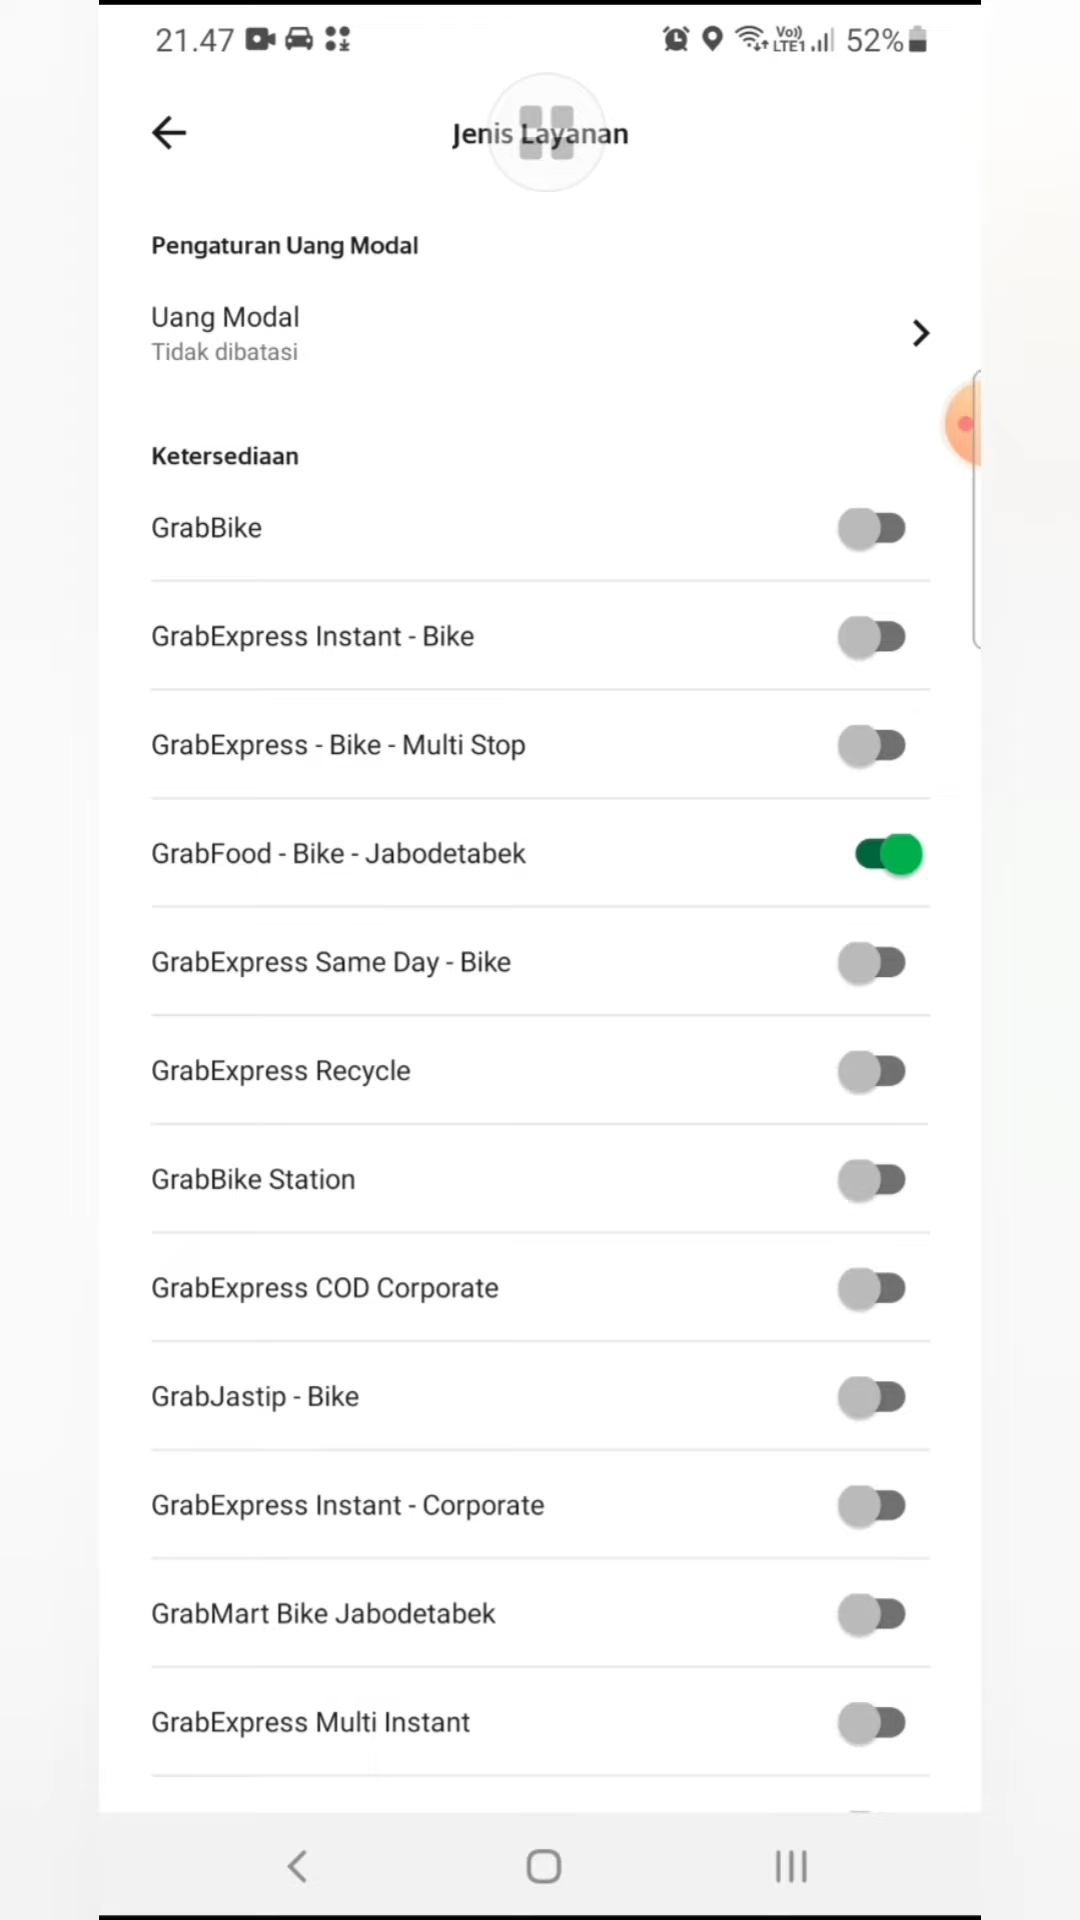 21.47 Vo)) LTE1 52%
Jenis Layanan
Pengaturan Uang Modal
Uang Modal
Tidak dibatasi
Ketersediaan
GrabBike
GrabExpress Instant - Bike
GrabExpress - Bike - Multi Stop
GrabFood - Bike - Jabodetabek
GrabExpress Same Day - Bike
GrabExpress Recycle
GrabBike Station
GrabExpress COD Corporate
GrabJastip - Bike
GrabExpress Instant - Corporate
GrabMart Bike Jabodetabek
GrabExpress Multi Instant